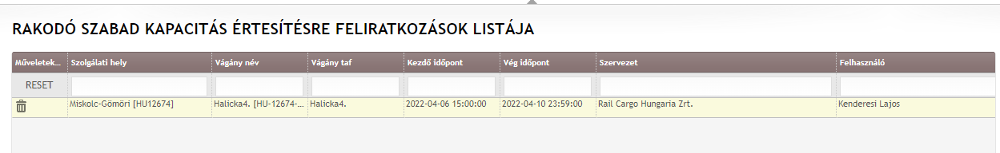 RAKODÓ SZABAD KAPACITÁS ÉRTESÍTÉSRE FELIRATKOZÁSOK LISTÁJA
Műveletek... Szolgálati hely Vágány név Vágány taf Kezdő időpont Vég időpont Szervezet Felhasználó
RESET
Miskolc-Gömöri [HU12674] Halicka4. [HU-12674-... Halicka4. 2022-04-06 15:00:00 2022-04-10 23:59:00 Rail Cargo Hungaria Zrt. Kenderesi Lajos